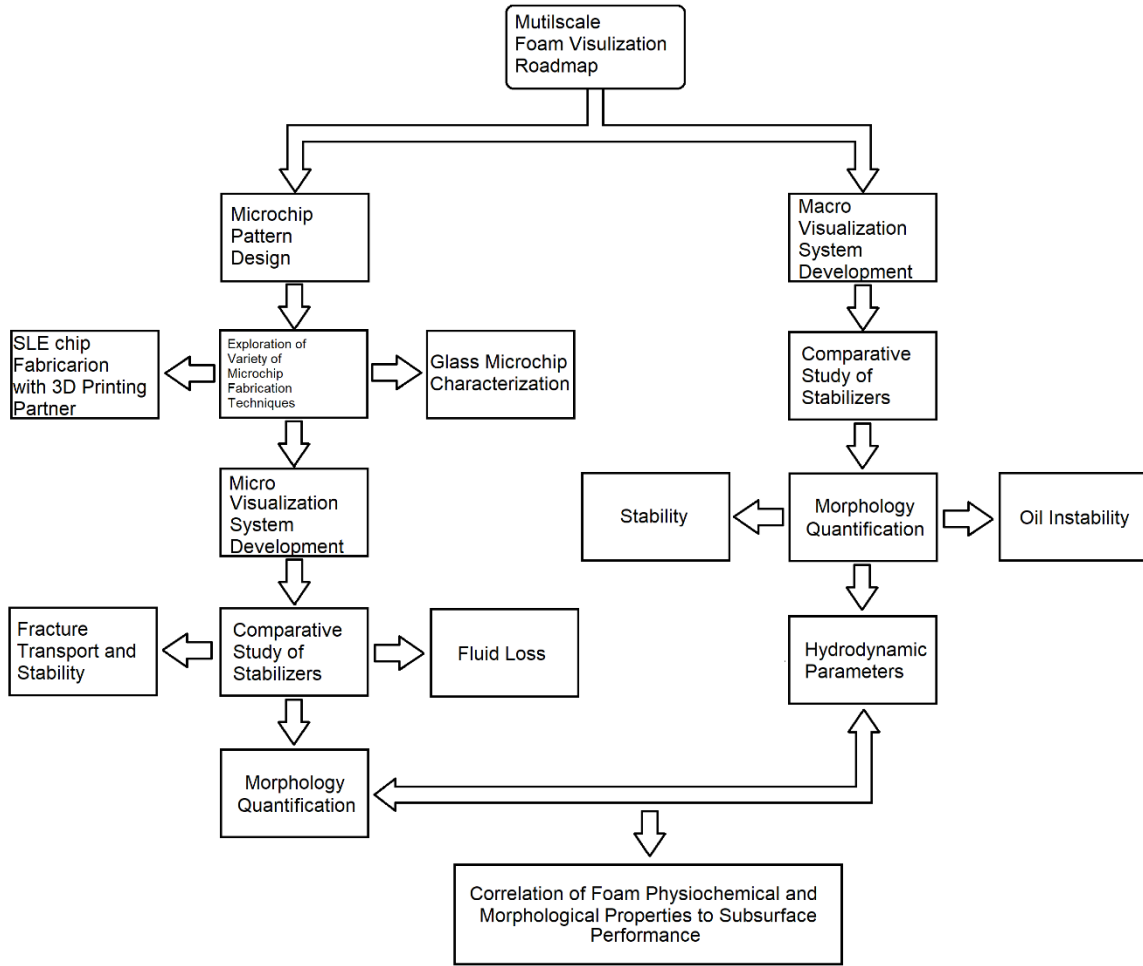 Mutilscale
Foam Visulization
Roadmap
Microchip
Pattern
Design
Macro
Visualization
System
Development
SLE chip
Fabricarion
with 3D Printing
Partner
Exploration of
Variety of
Microchip
Fabrication
Techniques
Glass Microchip
Characterization
Comparative
Study of
Stabilizers
Micro
Visualization
System
Development
Stability
Morphology
Quantification
Oil Instability
Fracture
Transport and
Stability
Comparative
Study of
Stabilizers
Fluid Loss
Hydrodynamic
Parameters
Morphology
Quantification
Correlation of Foam Physiochemical and
Morphological Properties to Subsurface
Performance